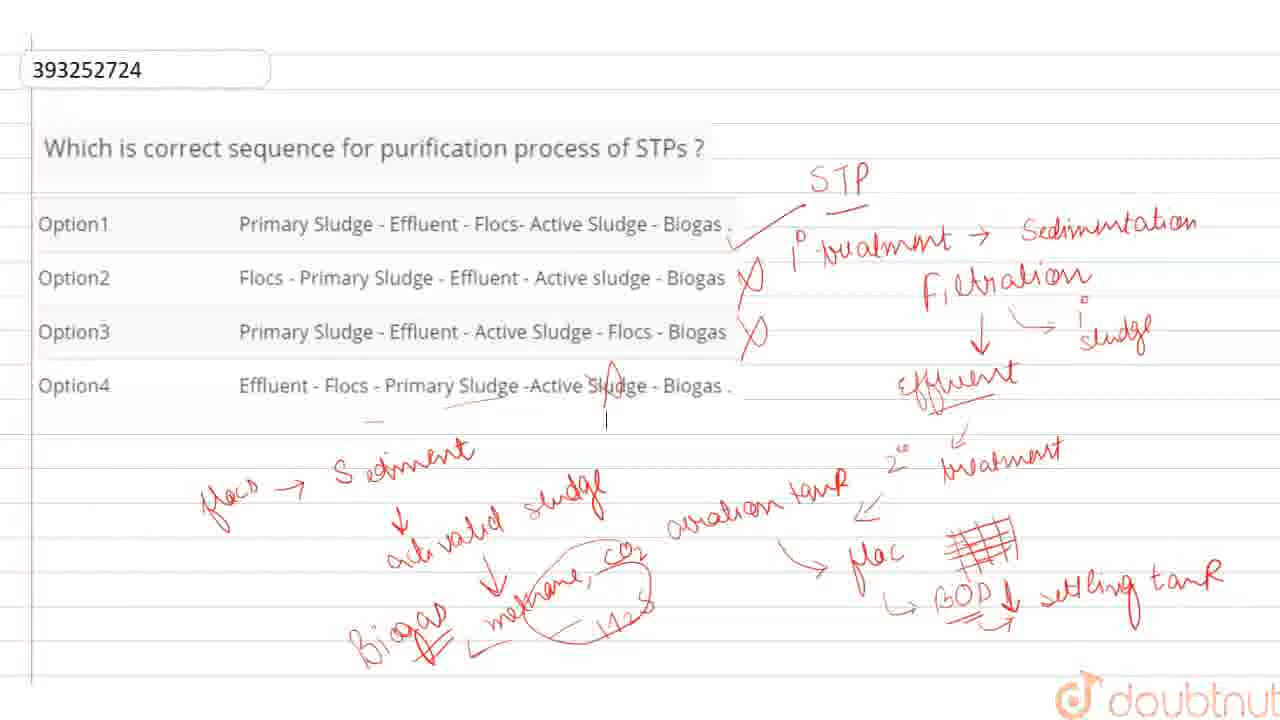 393252724
Which is correct sequence for purification process of STPs ?
Option1 Primary Sludge - Effluent - Flocs- Active Sludge - Biogas .
Option2 Flocs - Primary Sludge - Effluent - Active sludge - Biogas
Option3 Primary Sludge - Effluent - Active Sludge - Flocs - Biogas
Option4 Effluent - Flocs - Primary Sludge -Active Sludge - Biogas .
STP
1° treatment → Sedimentation
Filtration
1°
sludge
Effluent
2° treatment
aration tank
flac
BOD ↓ settling tank
flocs → Sediment
activalid sludge
methane, CO2
H2S
Biogas
doubtnut